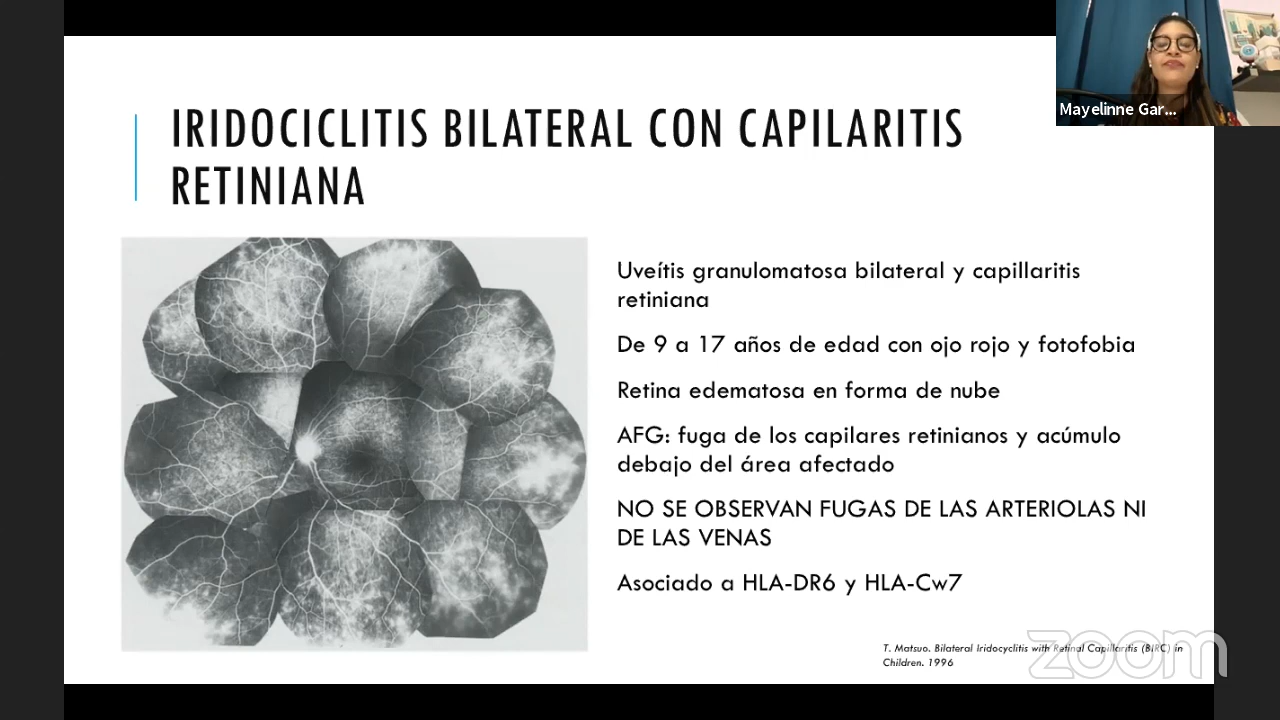 Mayelinne Gar...
IRIDOCICLITIS BILATERAL CON CAPILARITIS
RETINIANA
Uveítis granulomatosa bilateral y capillaritis
retiniana
De 9 a 17 años de edad con ojo rojo y fotofobia
Retina edematosa en forma de nube
AFG: fuga de los capilares retinianos y acúmulo
debajo del área afectado
NO SE OBSERVAN FUGAS DE LAS ARTERIOLAS NI
DE LAS VENAS
Asociado a HLA-DR6 y HLA-Cw7
T. Matsuo. Bilateral Iridocyclitis with Retinal Capillaritis (BIRC) in
Children. 1996
zoom